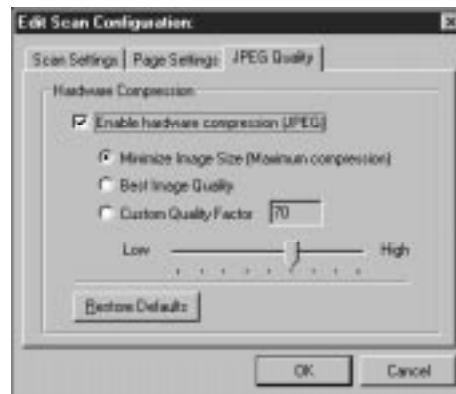 Edit Scan Configuration:
Scan Settings Page Settings JPEG Quality
Hardware Compression
Enable hardware compression (JPEG)
Minimize Image Size (Maximum compression)
Best Image Quality
Custom Quality Factor 70
Low High
Restore Defaults
OK Cancel